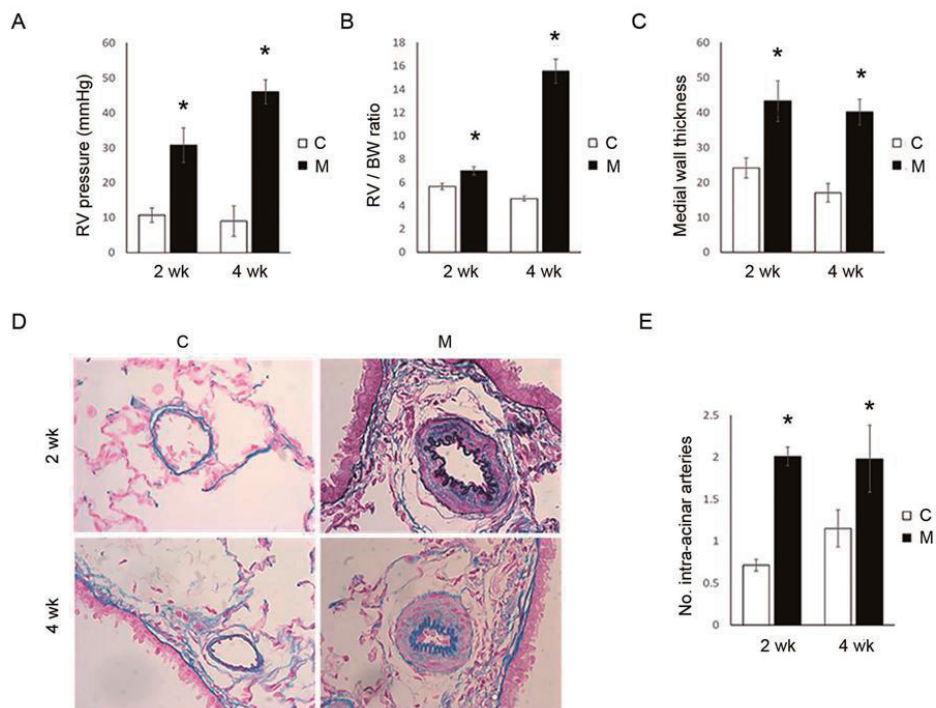 A
RV pressure (mmHg)
60
50
40
30
20
10
0
*
*
2 wk
4 wk
C
M
B
RV / BW ratio
18
16
14
12
10
8
6
4
2
0
*
*
2 wk
4 wk
C
M
C
Medial wall thickness
60
50
40
30
20
10
0
*
*
2 wk
4 wk
C
M
D
C
M
2 wk
4 wk
E
No. intra-acinar arteries
2.5
2
1.5
1
0.5
0
*
*
2 wk
4 wk
C
M